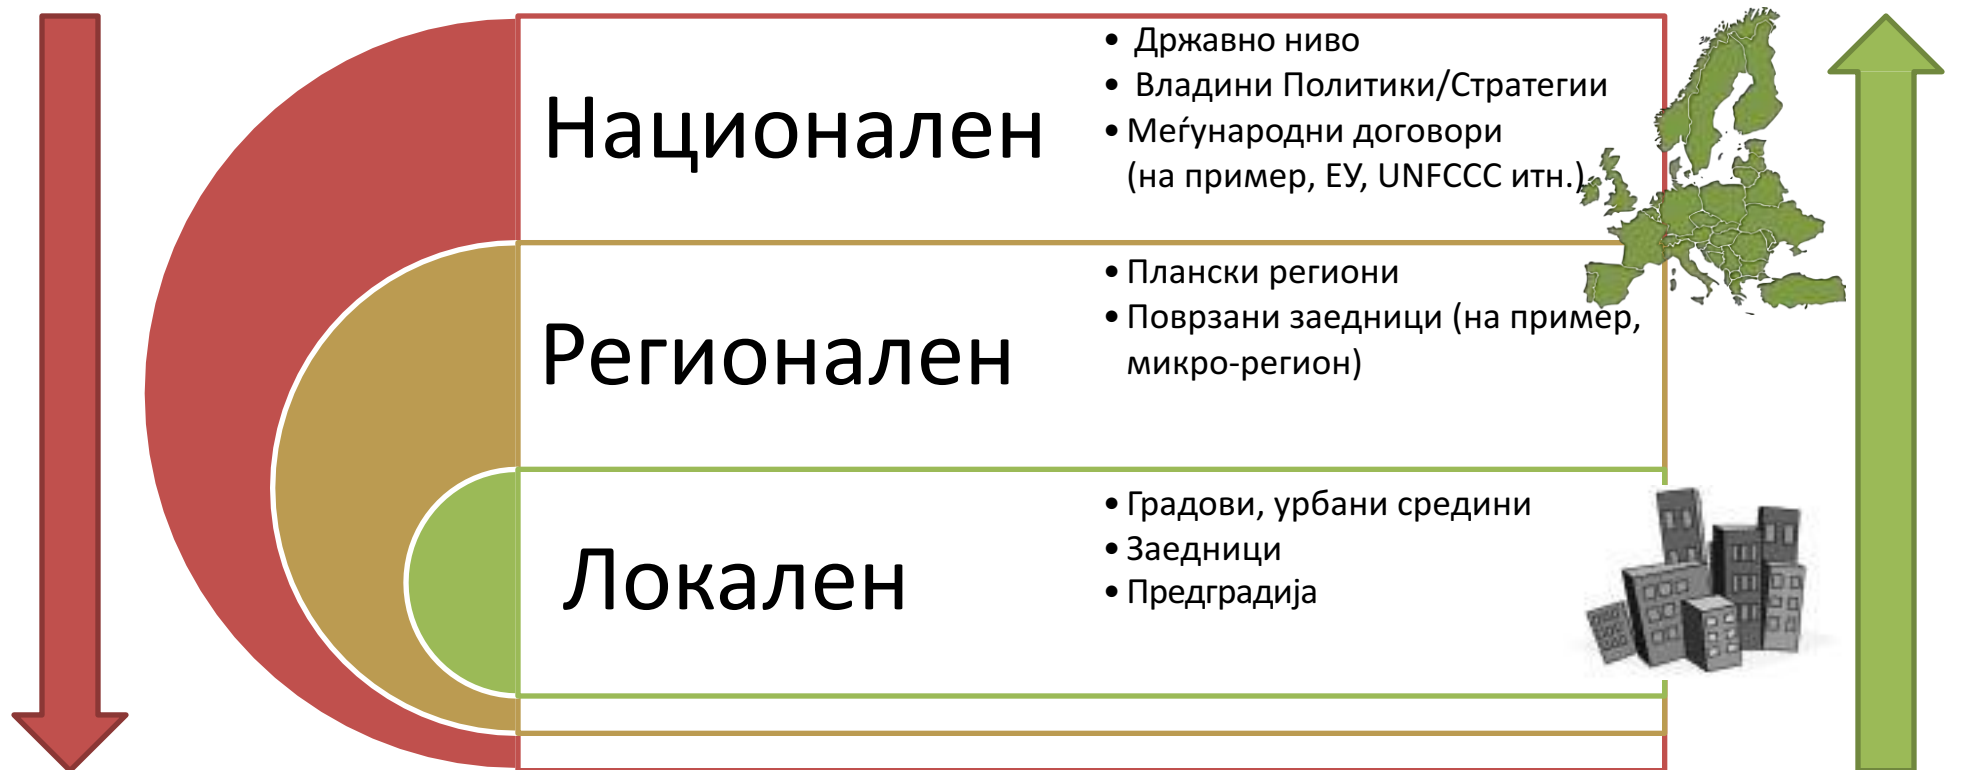 Национален
• Државно ниво
• Владини Политики/Стратегии
• Меѓународни договори
(на пример, ЕУ, UNFCCC итн.)
Регионален
• Плански региони
• Поврзани заедници (на пример,
микро-регион)
Локален
• Градови, урбани средини
• Заедници
• Предградија